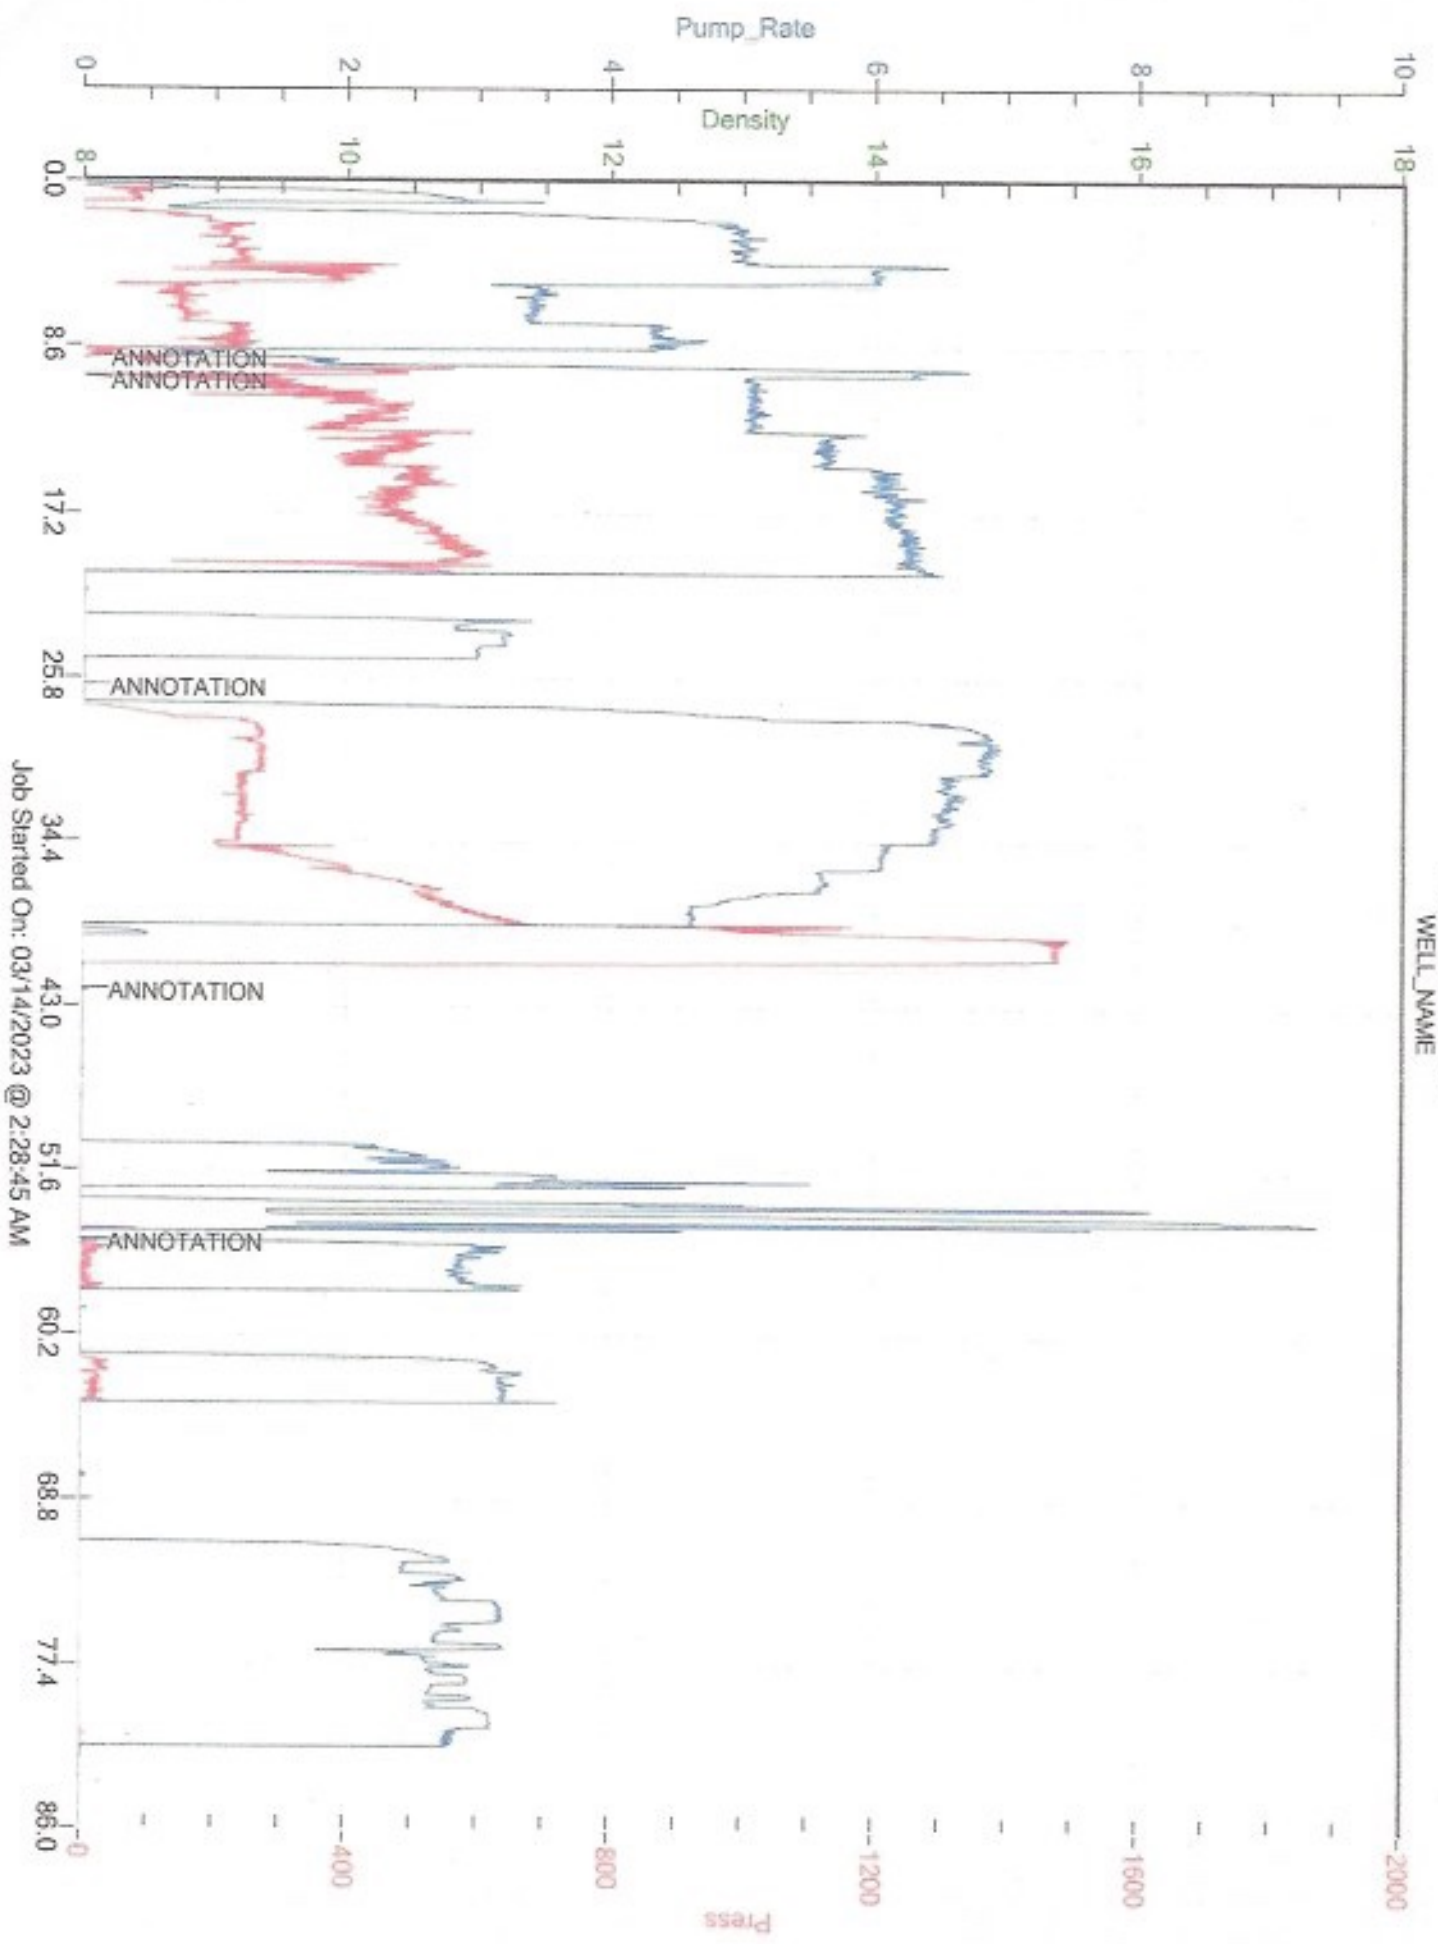 WELL_NAME
Pump_Rate
10
8
6
4
2
0
Density
18
16
14
12
10
8
Press
2000
1600
1200
800
400
0
ANNOTATION
ANNOTATION
ANNOTATION
ANNOTATION
ANNOTATION
0.0
8.6
17.2
25.8
34.4
43.0
51.6
60.2
68.8
77.4
86.0
Job Started On: 03/14/2023 @ 2:28:45 AM